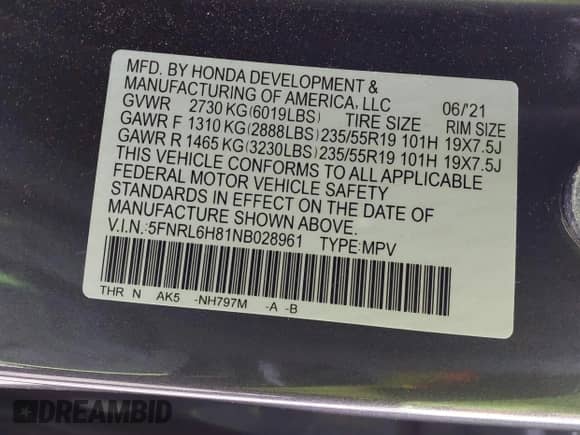 MFD. BY HONDA DEVELOPMENT &
MANUFACTURING OF AMERICA, LLC 06/'21
GVWR 2730 KG(6019LBS) TIRE SIZE RIM SIZE
GAWR F 1310 KG(2888LBS) 235/55R19 101H 19X7.5J
GAWR R 1465 KG(3230LBS) 235/55R19 101H 19X7.5J
THIS VEHICLE CONFORMS TO ALL APPLICABLE
FEDERAL MOTOR VEHICLE SAFETY
STANDARDS IN EFFECT ON THE DATE OF
MANUFACTURE SHOWN ABOVE.
V.I.N.:5FNRL6H81NB028961 TYPE:MPV
THR N AK5 -NH797M -A -B
DREAMBID